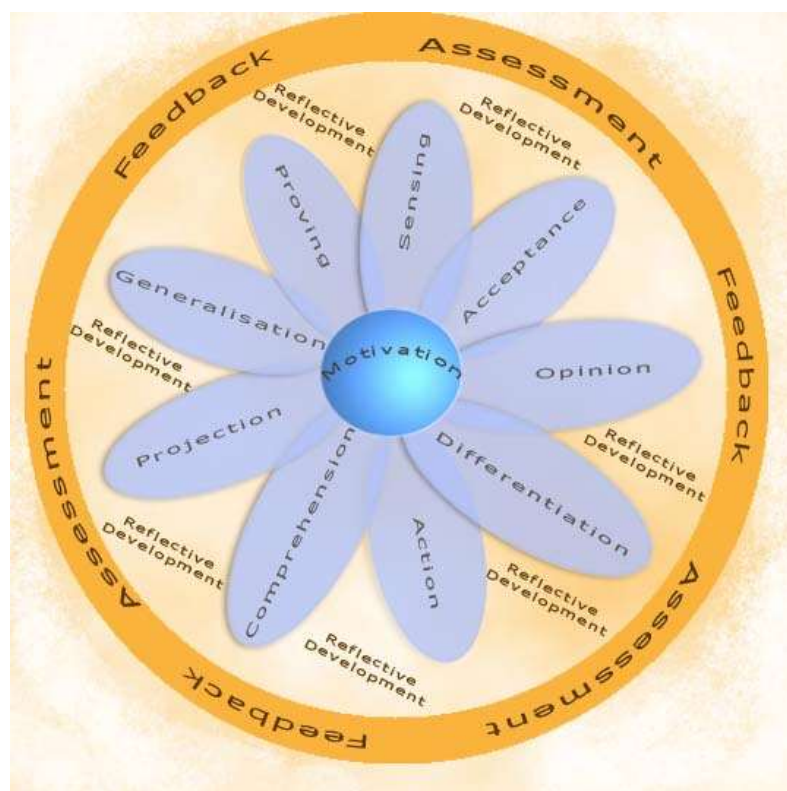 Feedback
Assessment
Feedback
Assessment
Feedback
Assessment
Reflective
Development
Reflective
Development
Sensing
Proving
Acceptance
Generalisation
Motivation
Opinion
Reflective
Development
Projection
Differentiation
Reflective
Development
Comprehension
Action
Reflective
Development
Reflective
Development
Reflective
Development